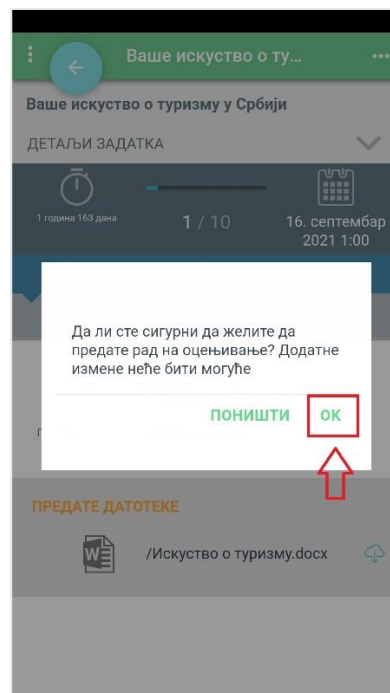 Ваше искуство о ту...
Ваше искуство о туризму у Србији
ДЕТАЉИ ЗАДАТКА
1 година 163 дана
1 / 10
16. септембар
2021 1:00
Да ли сте сигурни да желите да
предате рад на оцењивање? Додатне
измене неће бити могуће
ПОНИШТИ OK
ПРЕДАТЕ ДАТОТЕКЕ
W
/Искуство о туризму.docx